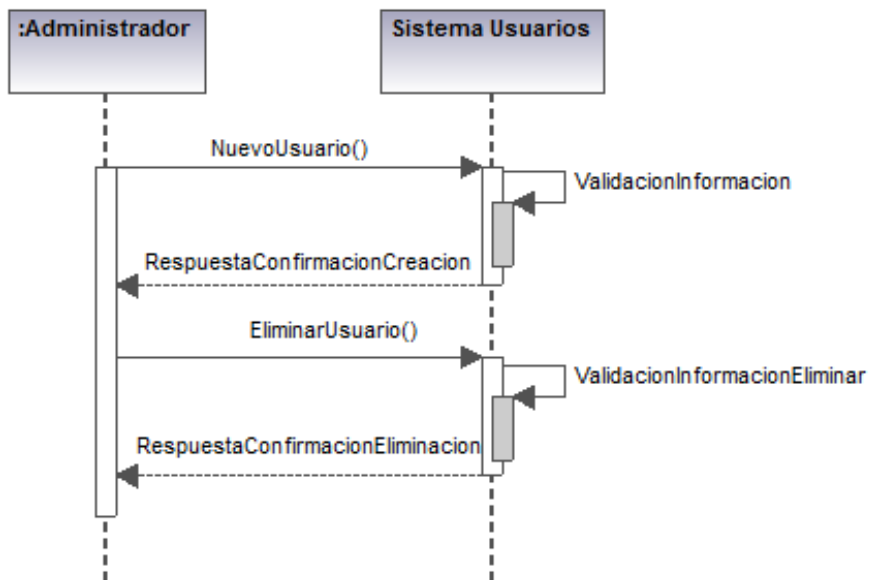 :Administrador
Sistema Usuarios
NuevoUsuario()
ValidacionInformacion
RespuestaConfirmacionCreacion
EliminarUsuario()
ValidacionInformacionEliminar
RespuestaConfirmacionEliminacion